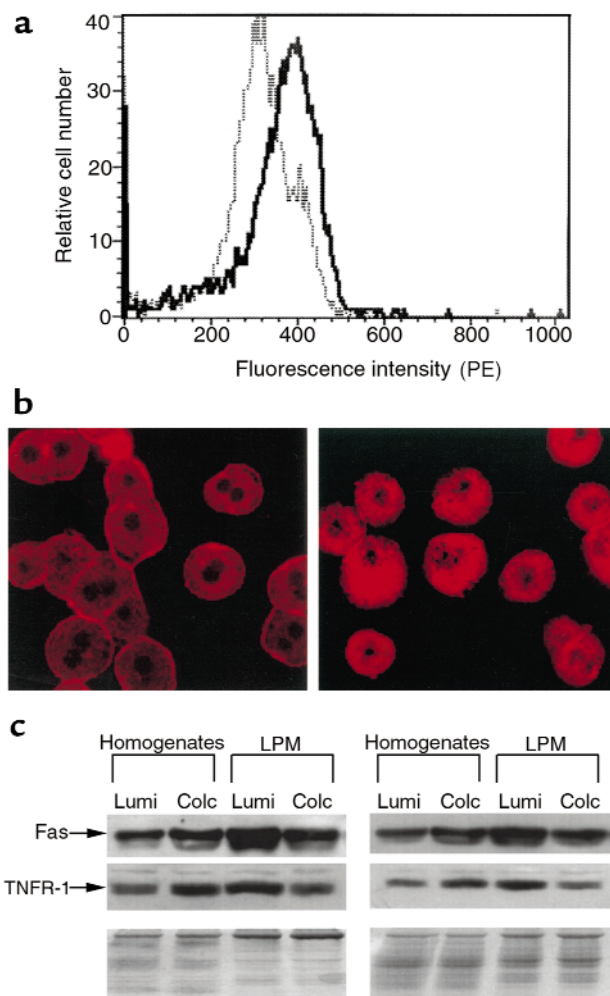 a
40
30
20
10
0
Relative cell number
0 200 400 600 800 1000
Fluorescence intensity (PE)
b
c
Homogenates LPM Homogenates LPM
Lumi Colc Lumi Colc Lumi Colc Lumi Colc
Fas
TNFR-1